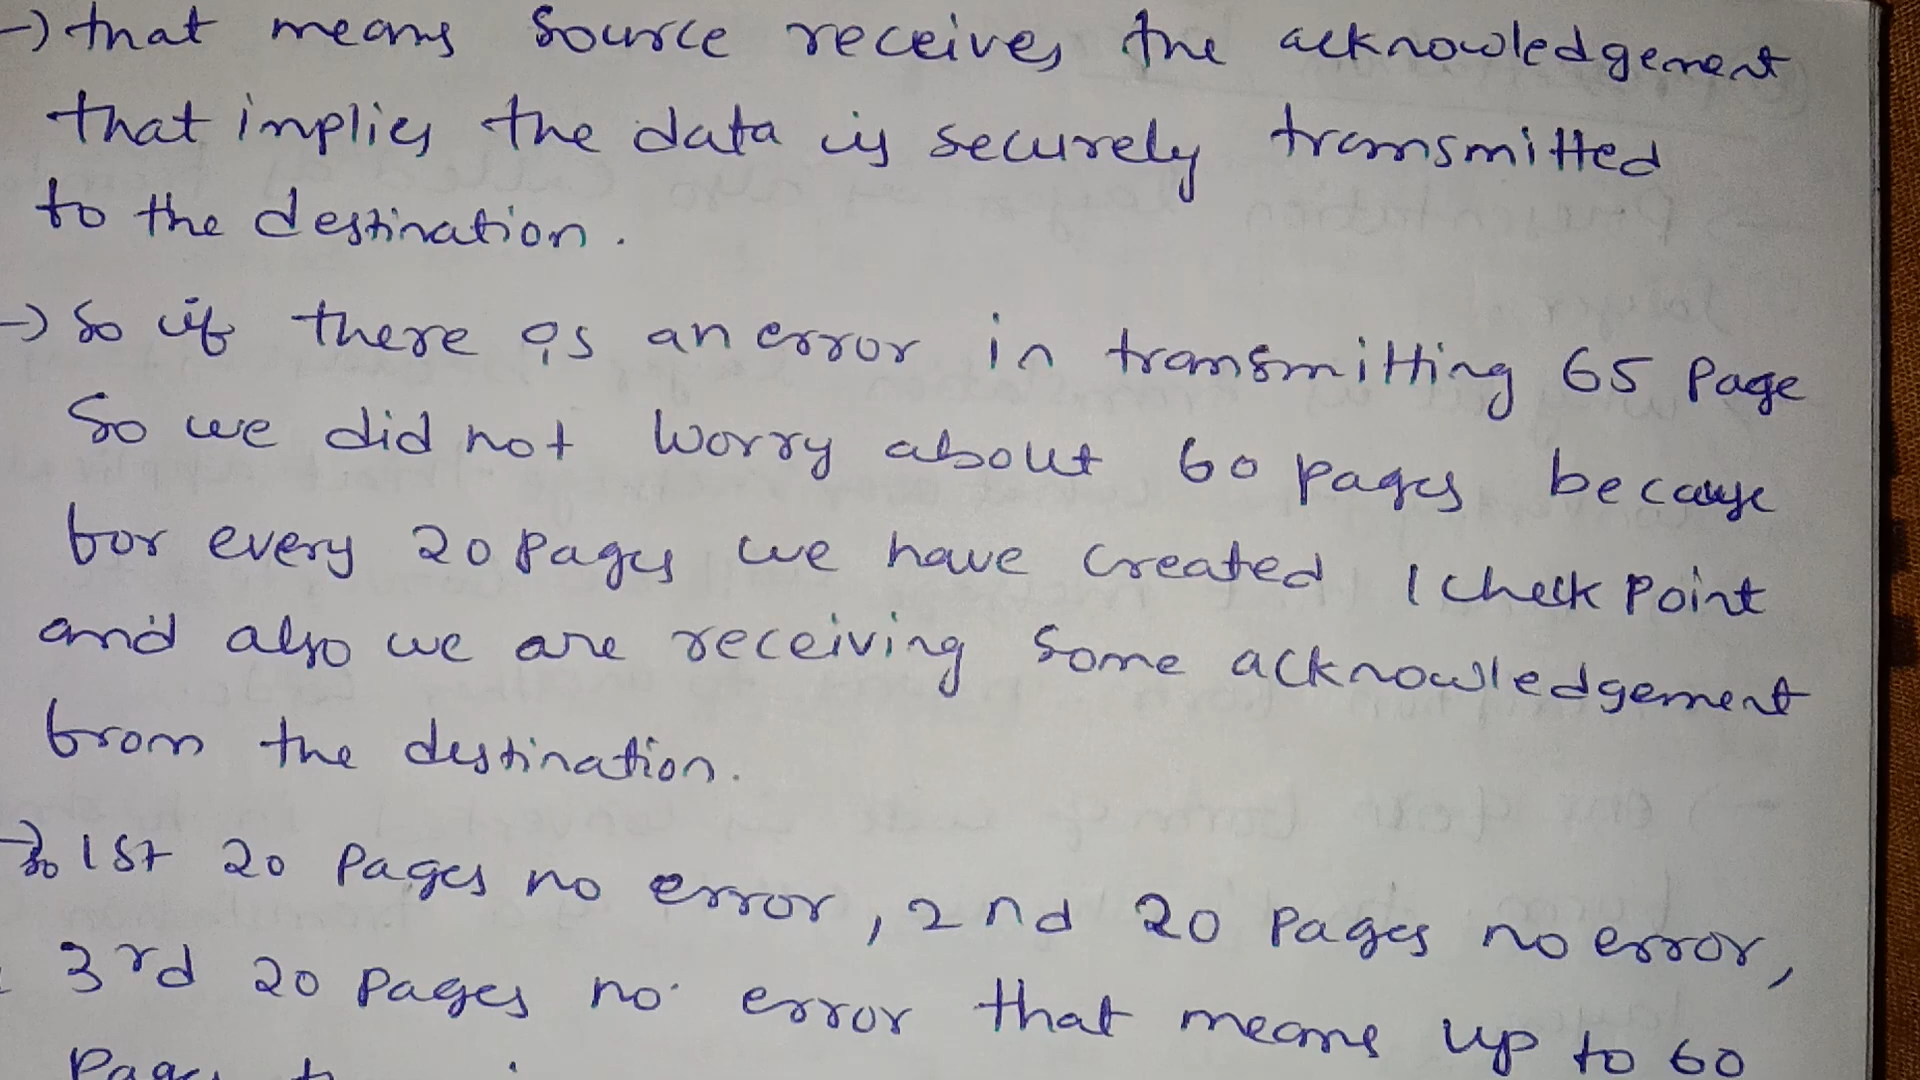 → that means source receives the acknowledgement
that implies the data is securely transmitted
to the destination.
→ So if there is an error in transmitting 65 Page
So we did not worry about 60 pages because
for every 20 Pages we have created 1 check Point
and also we are receiving some acknowledgement
from the destination.
→ So 1st 20 Pages no error, 2nd 20 Pages no error,
3rd 20 Pages no error that means up to 60
Pages